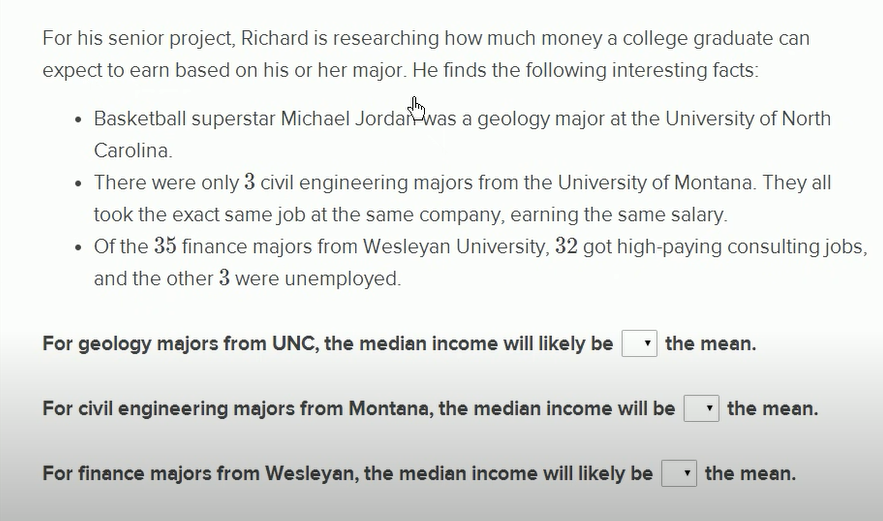 For his senior project, Richard is researching how much money a college graduate can
expect to earn based on his or her major. He finds the following interesting facts:
• Basketball superstar Michael Jordan was a geology major at the University of North
Carolina.
• There were only 3 civil engineering majors from the University of Montana. They all
took the exact same job at the same company, earning the same salary.
• Of the 35 finance majors from Wesleyan University, 32 got high-paying consulting jobs,
and the other 3 were unemployed.
For geology majors from UNC, the median income will likely be the mean.
For civil engineering majors from Montana, the median income will be the mean.
For finance majors from Wesleyan, the median income will likely be the mean.